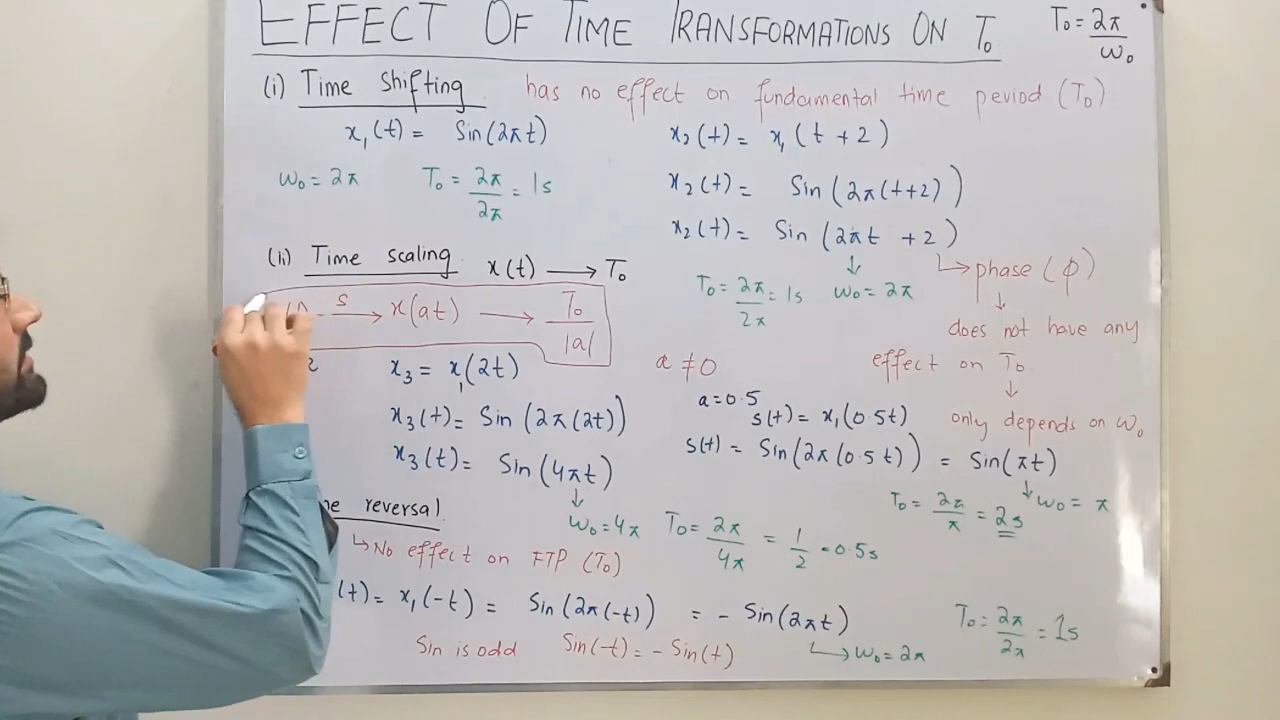 EFFECT OF TIME TRANSFORMATIONS ON T₀ T₀ = 2π/ω₀
(i) Time Shifting has no effect on fundamental time period (T₀)
x₁(t) = Sin(2πt) x₂(t) = x₁(t + 2)
ω₀ = 2π T₀ = 2π/2π = 1s x₂(t) = Sin(2π(t+2))
x₂(t) = Sin(2πt + 2)
(ii) Time scaling x(t) → T₀ ↳ phase (ϕ)
T₀ = 2π/2π = 1s ↓ ω₀ = 2π
s → x(at) → T₀/|a| ↓ does not have any
effect on T₀
a ≠ 0
x₃ = x₁(2t) ↓
a = 0.5
x₃(t) = Sin(2π(2t)) s(t) = x₁(0.5t) only depends on ω₀
x₃(t) = Sin(4πt) s(t) = Sin(2π(0.5t)) = Sin(πt)
↓ ω₀ = 4π T₀ = 2π/4π = 1/2 = 0.5s T₀ = 2π/π = 2s ↓ ω₀ = π
reversal
↳ No effect on FTP (T₀)
(t) = x₁(-t) = Sin(2π(-t)) = - Sin(2πt) T₀ = 2π/2π = 1s
Sin is odd Sin(-t) = - Sin(t) ↳ ω₀ = 2π